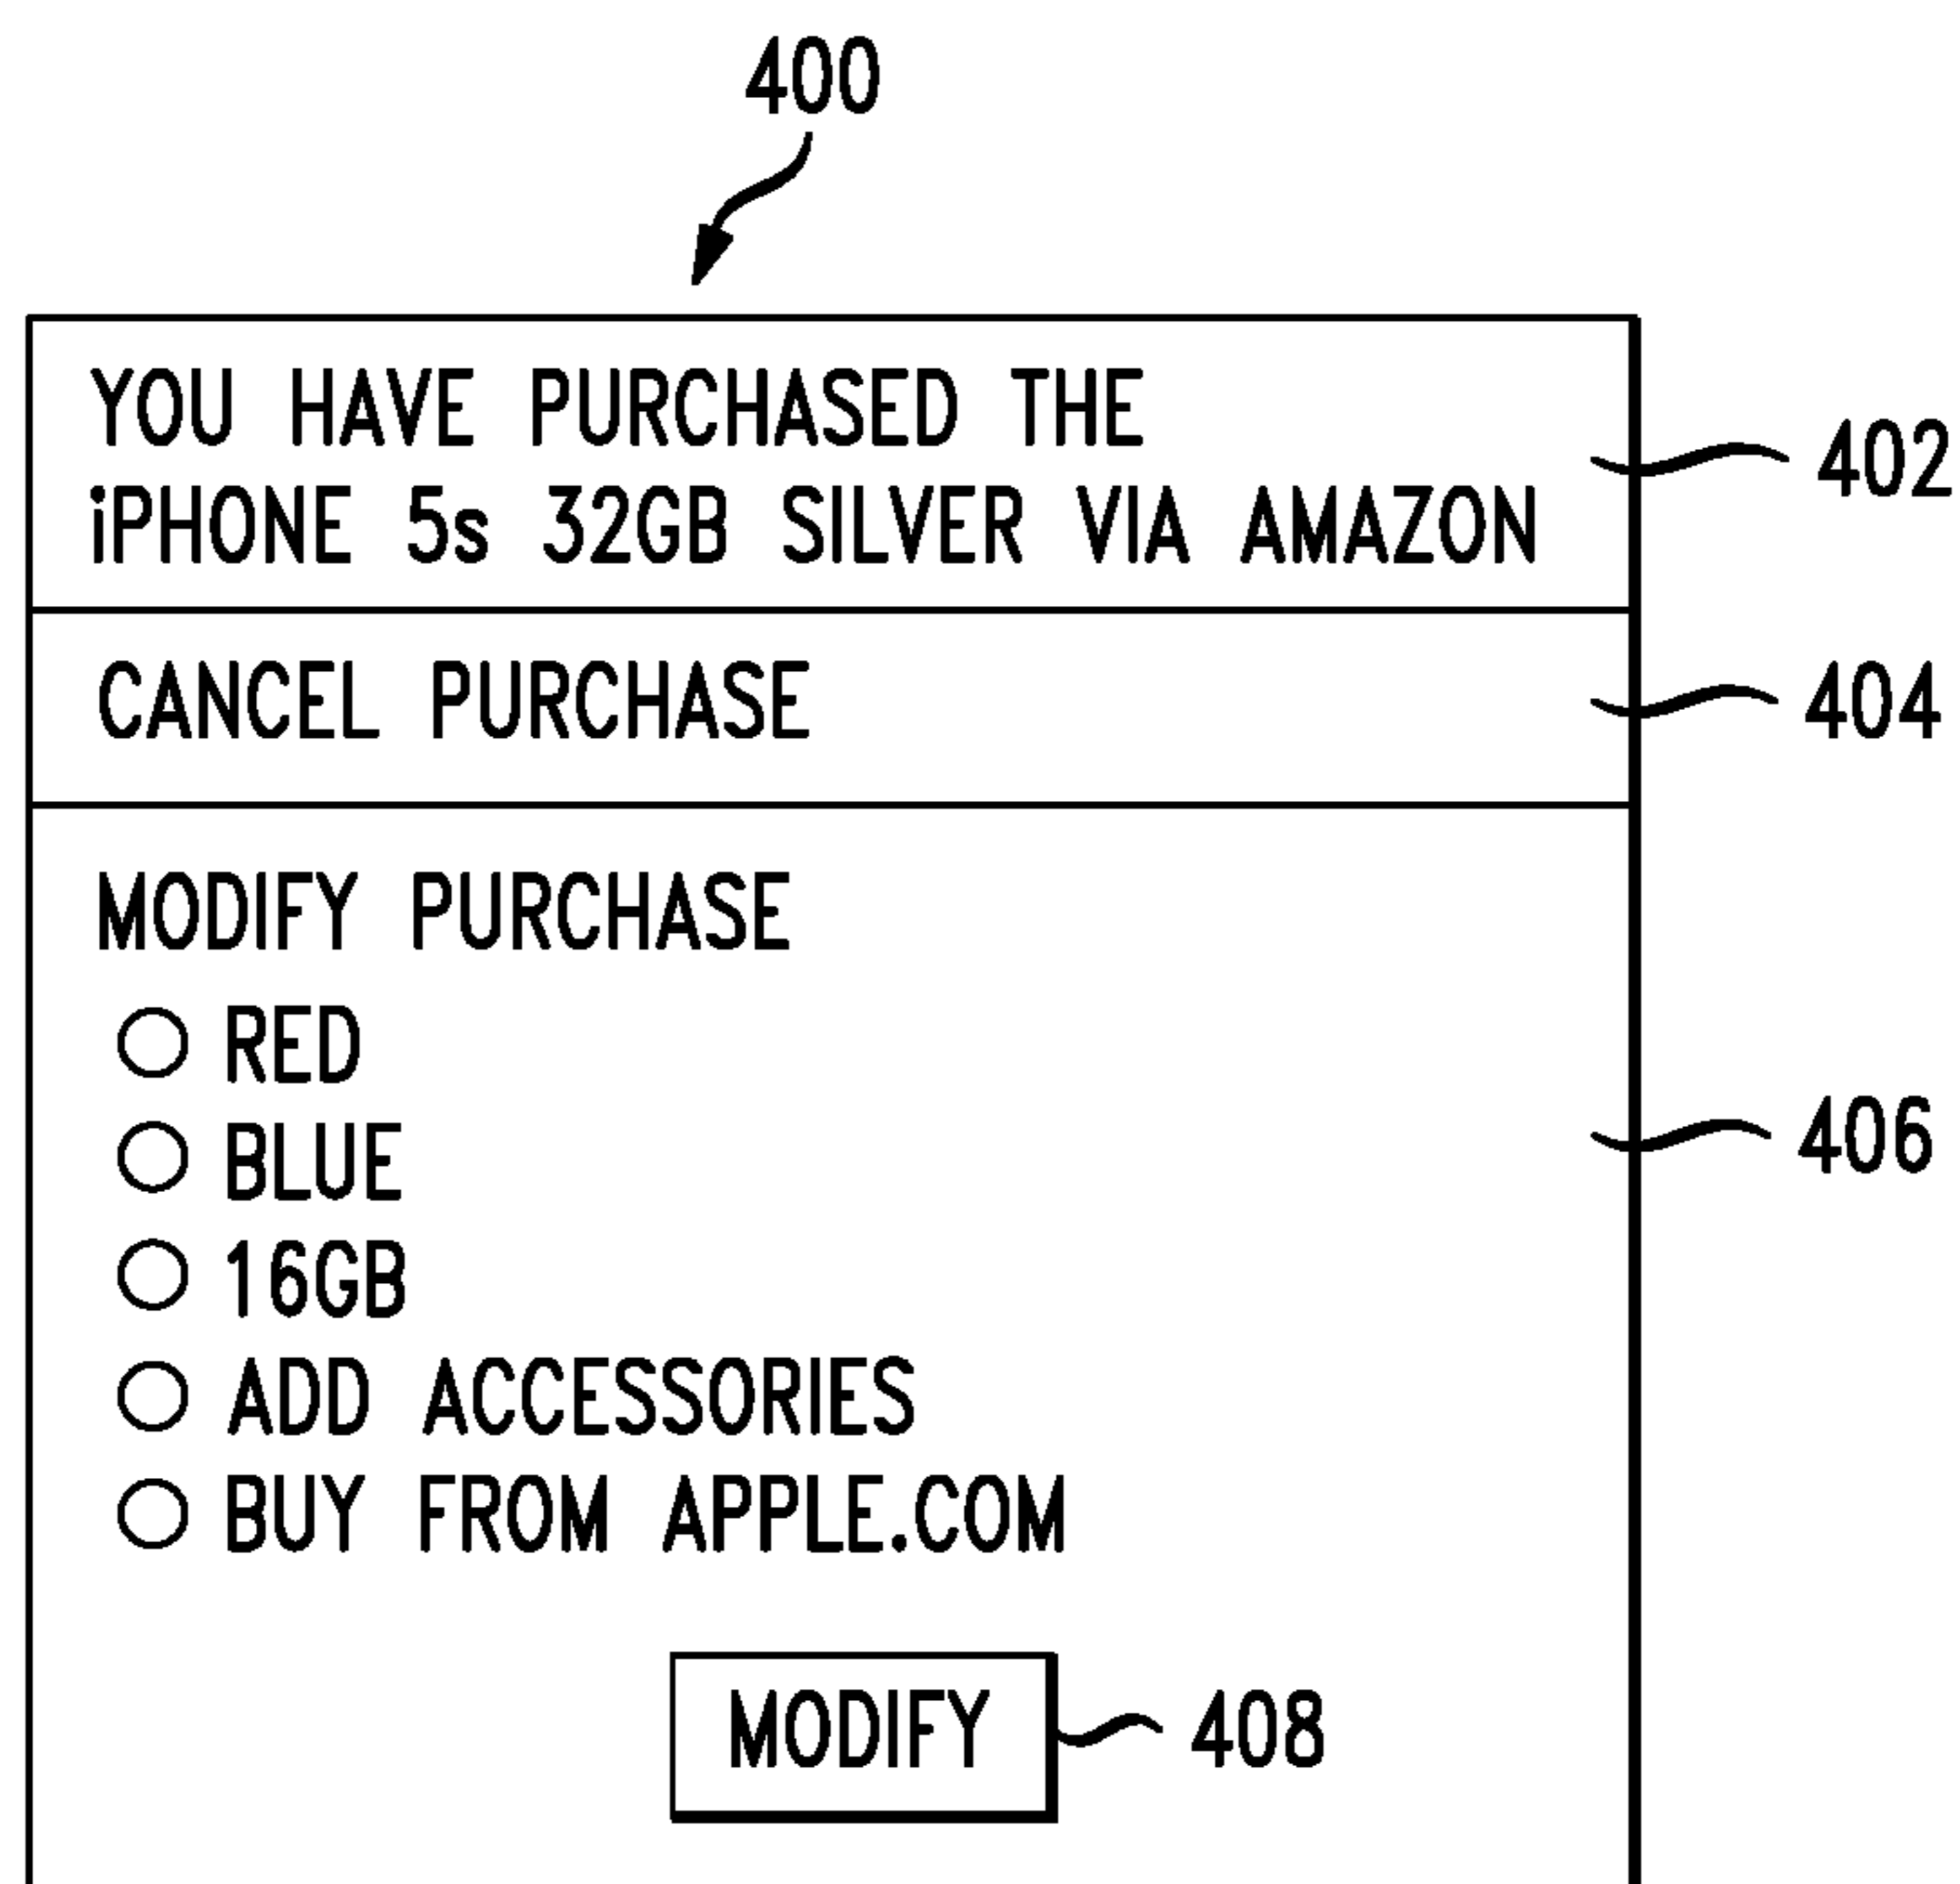 400
YOU HAVE PURCHASED THE
iPHONE 5s 32GB SILVER VIA AMAZON
402
CANCEL PURCHASE
404
MODIFY PURCHASE
RED
BLUE
406
16GB
ADD ACCESSORIES
BUY FROM APPLE.COM
MODIFY
408